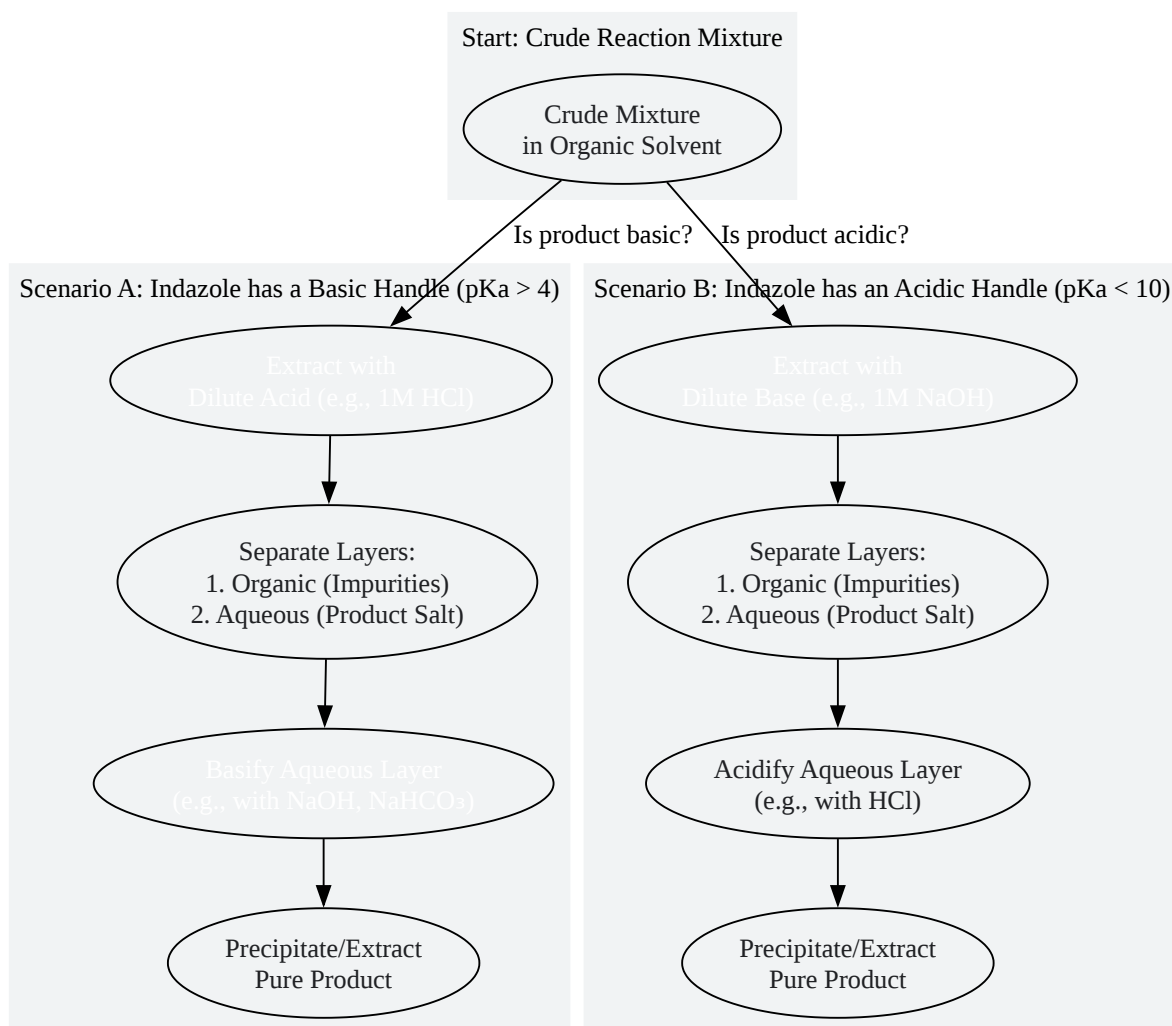 Start: Crude Reaction Mixture
Crude Mixture
in Organic Solvent
Is product basic?
Is product acidic?
Scenario A: Indazole has a Basic Handle (pKa > 4)
Extract with
Dilute Acid (e.g., 1M HCl)
Separate Layers:
1. Organic (Impurities)
2. Aqueous (Product Salt)
Basify Aqueous Layer
(e.g., with NaOH, NaHCO₃)
Precipitate/Extract
Pure Product
Scenario B: Indazole has an Acidic Handle (pKa < 10)
Extract with
Dilute Base (e.g., 1M NaOH)
Separate Layers:
1. Organic (Impurities)
2. Aqueous (Product Salt)
Acidify Aqueous Layer
(e.g., with HCl)
Precipitate/Extract
Pure Product